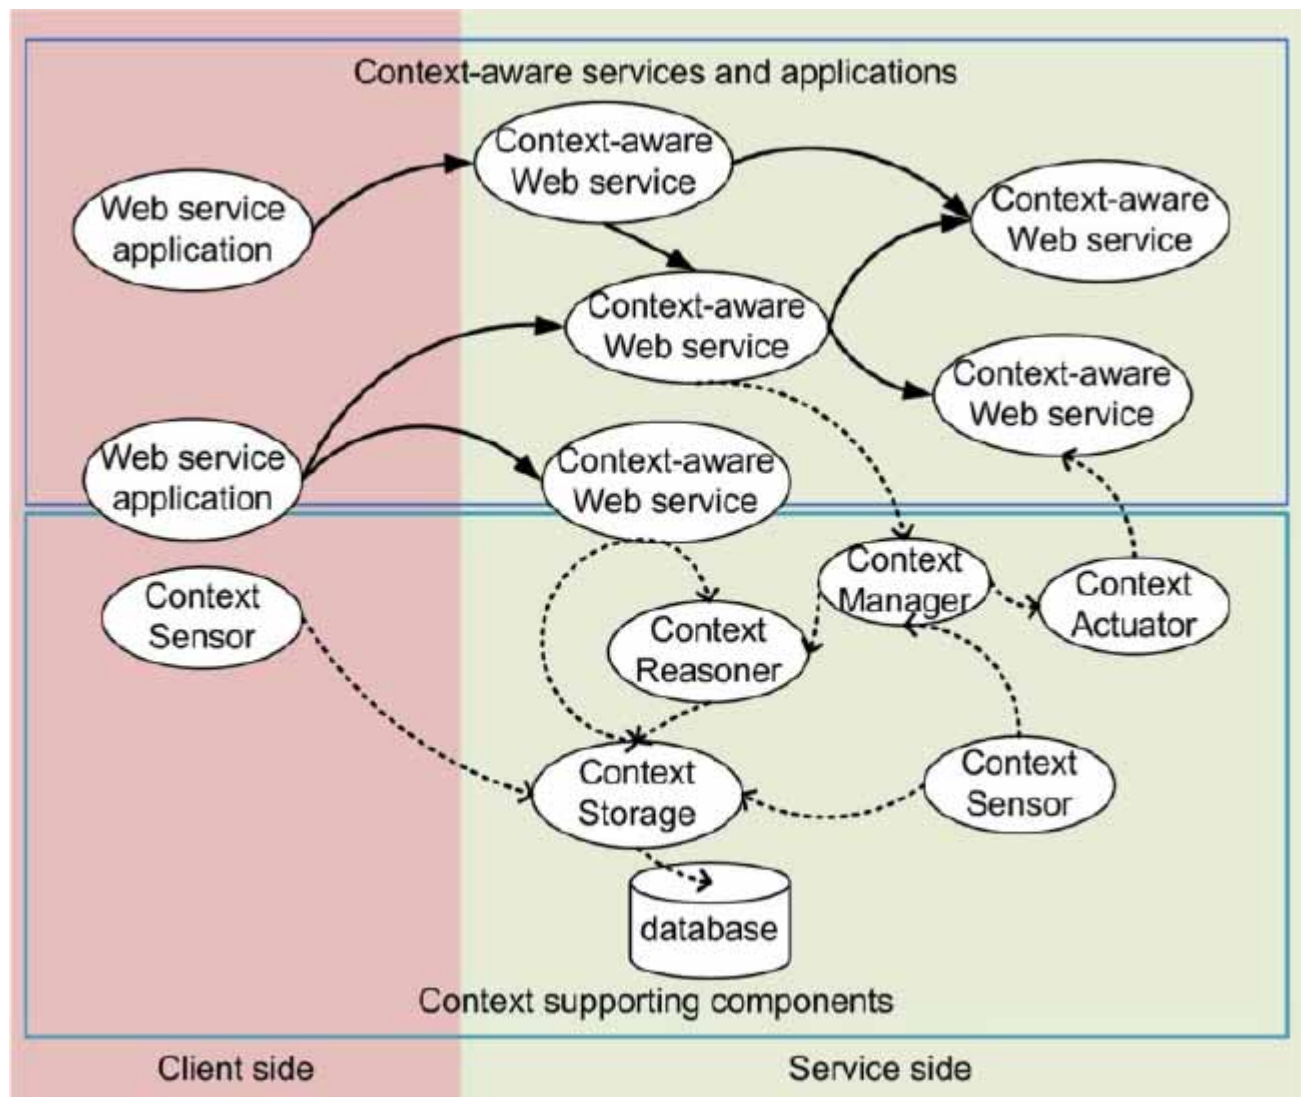 Context-aware services and applications
Context-aware
Web service
Web service
application
Context-aware
Web service
Context-aware
Web service
Context-aware
Web service
Web service
application
Context-aware
Web service
Context
Sensor
Context
Manager
Context
Actuator
Context
Reasoner
Context
Storage
Context
Sensor
database
Context supporting components
Client side
Service side